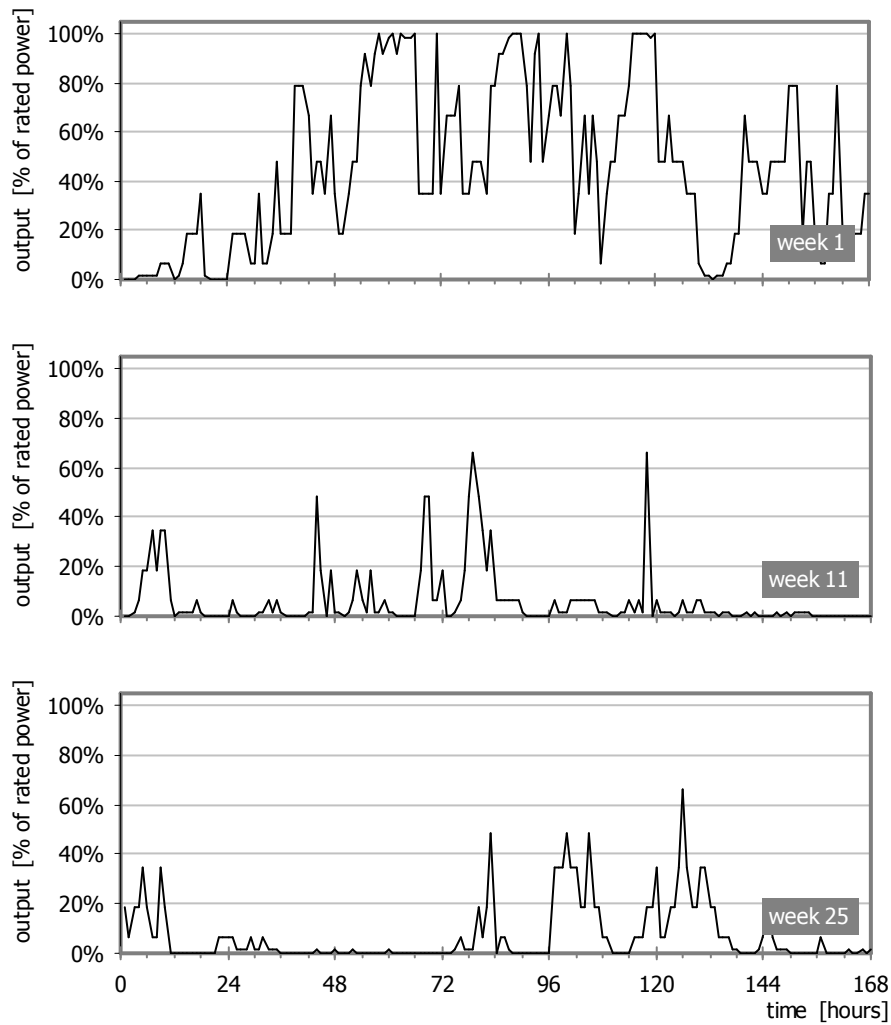 output [% of rated power]
100%
80%
60%
40%
20%
0%
week 1
output [% of rated power]
100%
80%
60%
40%
20%
0%
week 11
output [% of rated power]
100%
80%
60%
40%
20%
0%
week 25
0 24 48 72 96 120 144 168
time [hours]